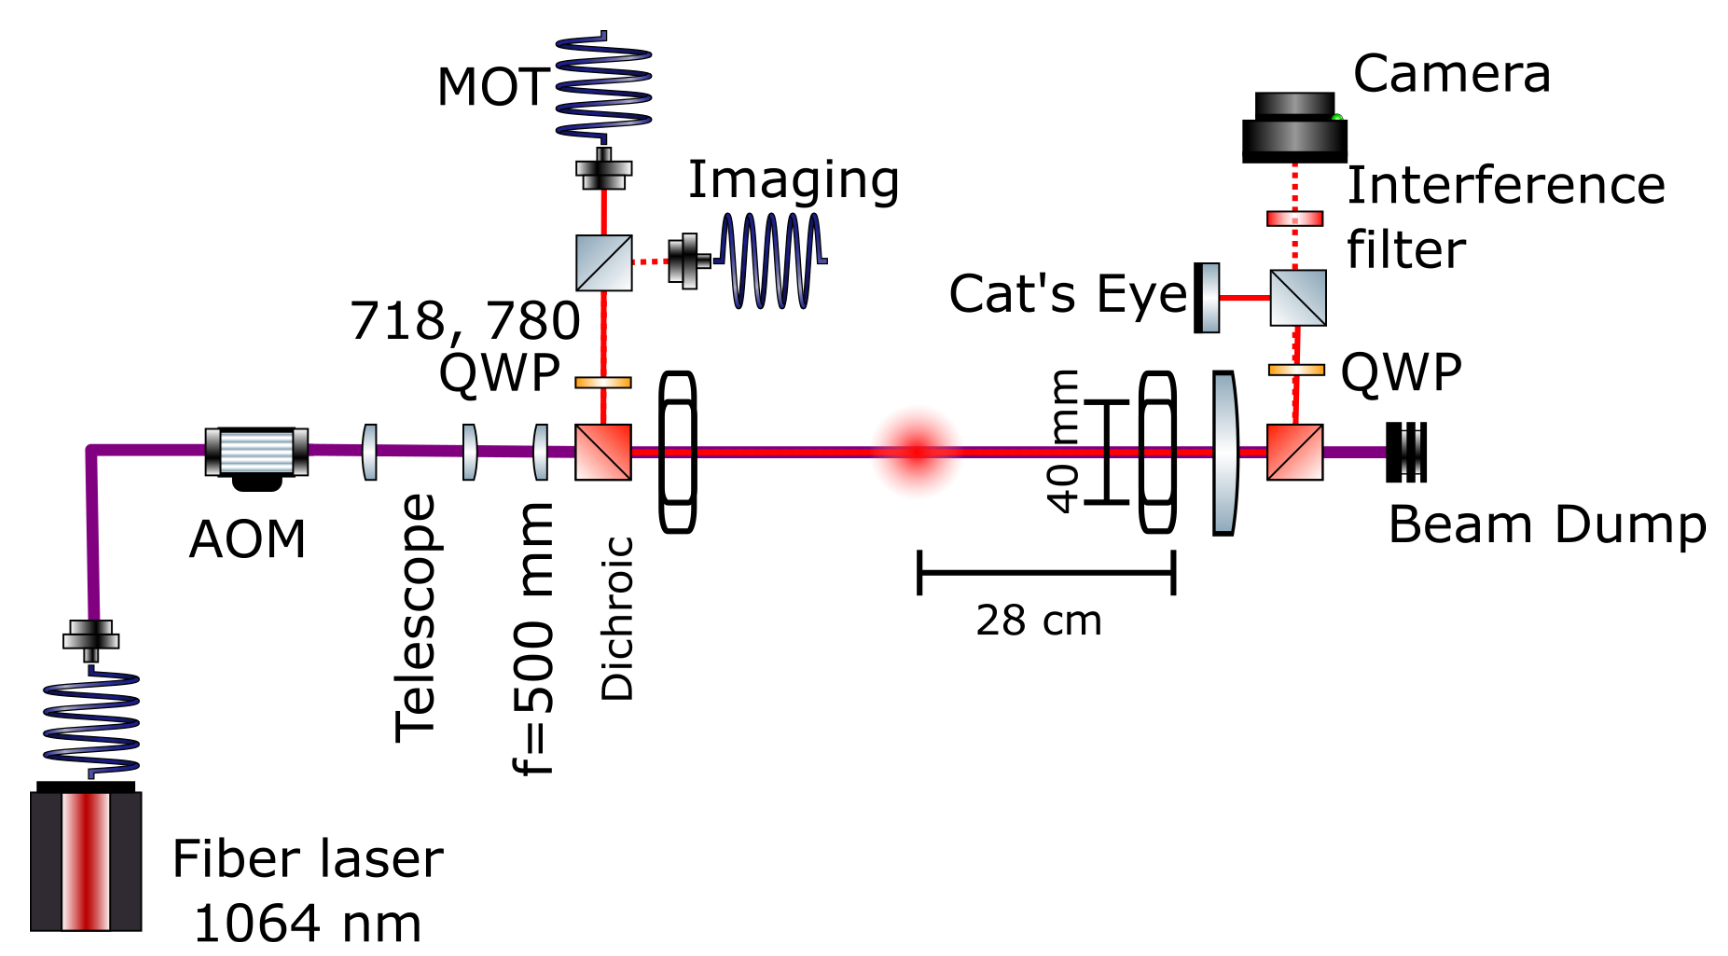 MOT
Imaging
718, 780
QWP
AOM
Telescope
f=500 mm
Dichroic
Fiber laser
1064 nm
Camera
Interference
filter
Cat's Eye
QWP
40 mm
Beam Dump
28 cm